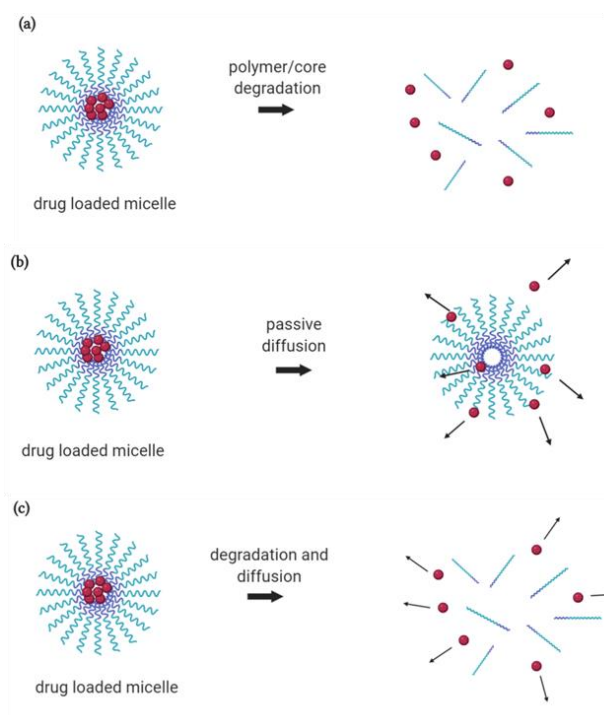 (a)
polymer/core
degradation
drug loaded micelle
(b)
passive
diffusion
drug loaded micelle
(c)
degradation and
diffusion
drug loaded micelle